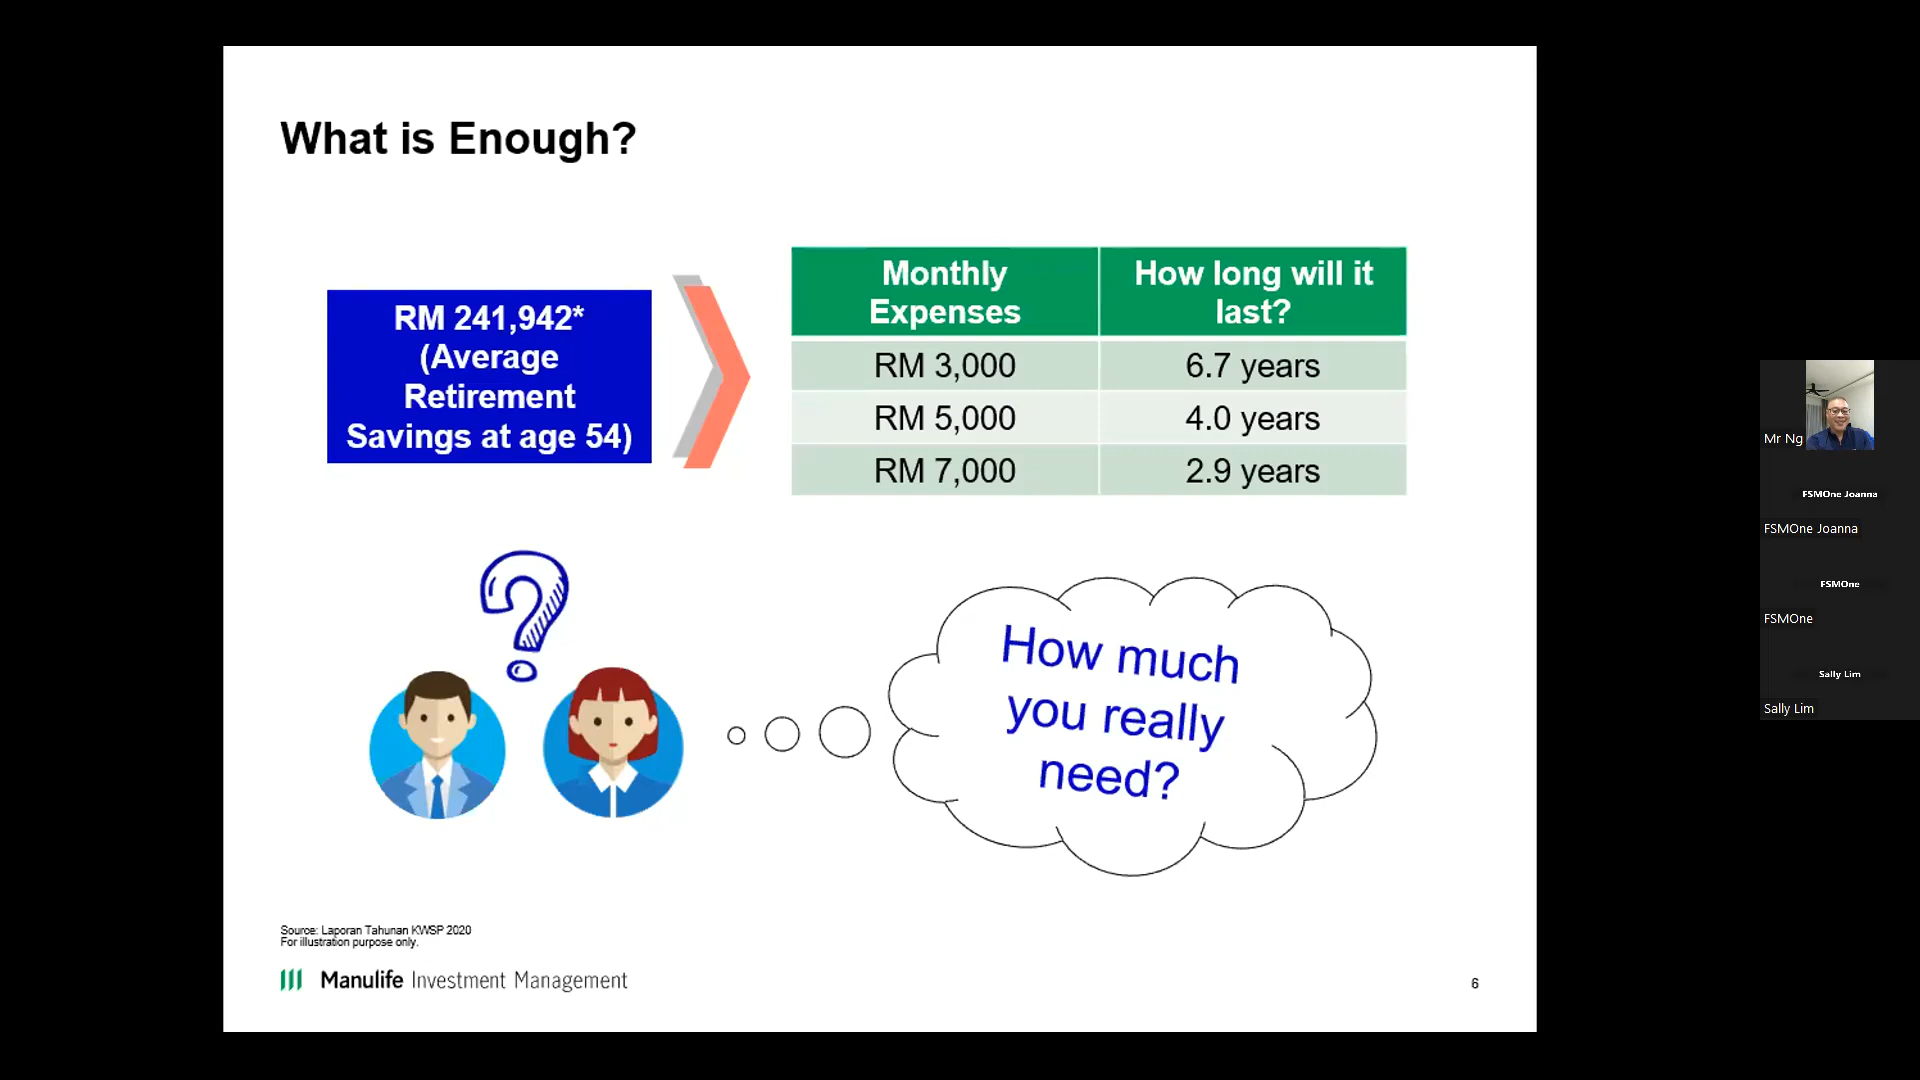 What is Enough?
RM 241,942*
(Average
Retirement
Savings at age 54)
Monthly
Expenses
How long will it
last?
RM 3,000
6.7 years
RM 5,000
4.0 years
RM 7,000
2.9 years
?
How much
you really
need?
Source: Laporan Tahunan KWSP 2020
For illustration purpose only.
Manulife Investment Management
6
Mr Ng
FSMOne Joanna
FSMOne Joanna
FSMOne
FSMOne
Sally Lim
Sally Lim